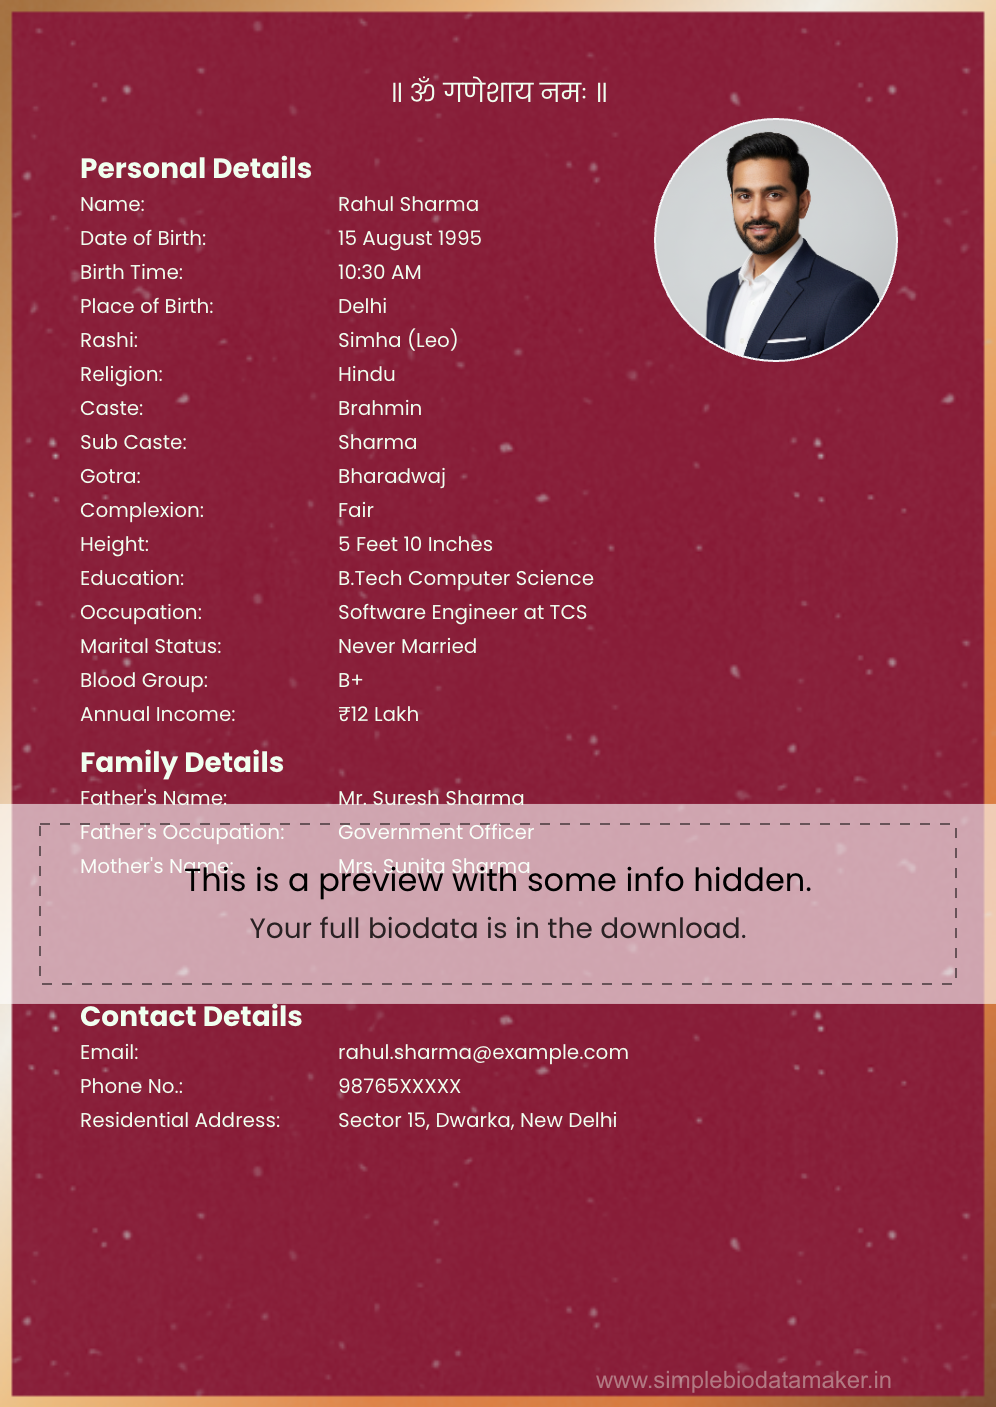 ॥ ॐ गणेशाय नमः ॥
Personal Details
Name: Rahul Sharma
Date of Birth: 15 August 1995
Birth Time: 10:30 AM
Place of Birth: Delhi
Rashi: Simha (Leo)
Religion: Hindu
Caste: Brahmin
Sub Caste: Sharma
Gotra: Bharadwaj
Complexion: Fair
Height: 5 Feet 10 Inches
Education: B.Tech Computer Science
Occupation: Software Engineer at TCS
Marital Status: Never Married
Blood Group: B+
Annual Income: ₹12 Lakh
Family Details
Father's Name: Mr. Suresh Sharma
Father's Occupation: Government Officer
Mother's Name: Mrs. Sunita Sharma
This is a preview with some info hidden.
Your full biodata is in the download.
Contact Details
Email: rahul.sharma@example.com
Phone No.: 98765XXXXX
Residential Address: Sector 15, Dwarka, New Delhi
www.simplebiodatamaker.in